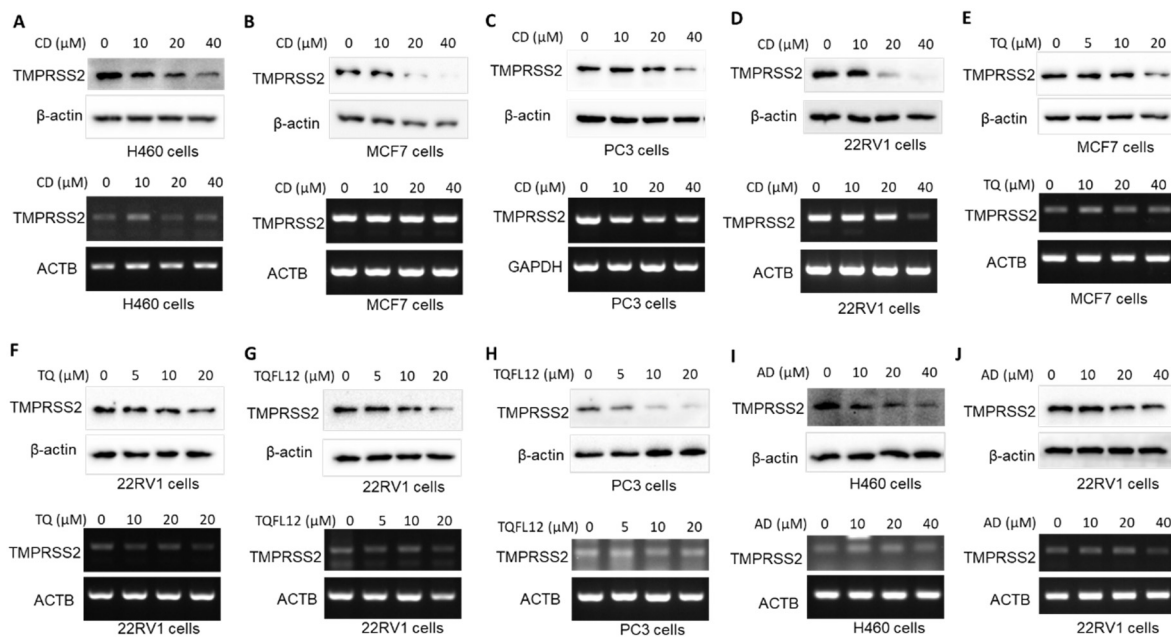 A
CD (μM) 0 10 20 40
TMPRSS2
β-actin
H460 cells
CD (μM) 0 10 20 40
TMPRSS2
ACTB
H460 cells
B
CD (μM) 0 10 20 40
TMPRSS2
β-actin
MCF7 cells
CD (μM) 0 10 20 40
TMPRSS2
ACTB
MCF7 cells
C
CD (μM) 0 10 20 40
TMPRSS2
β-actin
PC3 cells
CD (μM) 0 10 20 40
TMPRSS2
GAPDH
PC3 cells
D
CD (μM) 0 10 20 40
TMPRSS2
β-actin
22RV1 cells
CD (μM) 0 10 20 40
TMPRSS2
ACTB
22RV1 cells
E
TQ (μM) 0 5 10 20
TMPRSS2
β-actin
MCF7 cells
TQ (μM) 0 10 20 20
TMPRSS2
ACTB
MCF7 cells
F
TQ (μM) 0 5 10 20
TMPRSS2
β-actin
22RV1 cells
TQ (μM) 0 10 20 20
TMPRSS2
ACTB
22RV1 cells
G
TQFL12 (μM) 0 5 10 20
TMPRSS2
β-actin
22RV1 cells
TQFL12 (μM) 0 5 10 20
TMPRSS2
ACTB
22RV1 cells
H
TQFL12 (μM) 0 5 10 20
TMPRSS2
β-actin
PC3 cells
TQFL12 (μM) 0 5 10 20
TMPRSS2
ACTB
PC3 cells
I
AD (μM) 0 10 20 40
TMPRSS2
β-actin
H460 cells
AD (μM) 0 10 20 40
TMPRSS2
ACTB
H460 cells
J
AD (μM) 0 10 20 40
TMPRSS2
β-actin
22RV1 cells
AD (μM) 0 10 20 40
TMPRSS2
ACTB
22RV1 cells